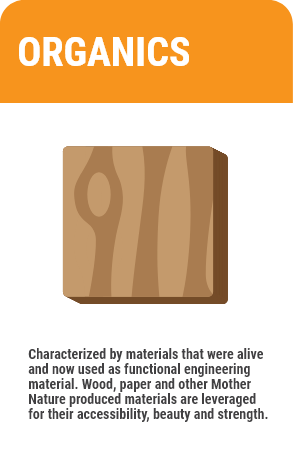 ORGANICS
Characterized by materials that were alive
and now used as functional engineering
material. Wood, paper and other Mother
Nature produced materials are leveraged
for their accessibility, beauty and strength.